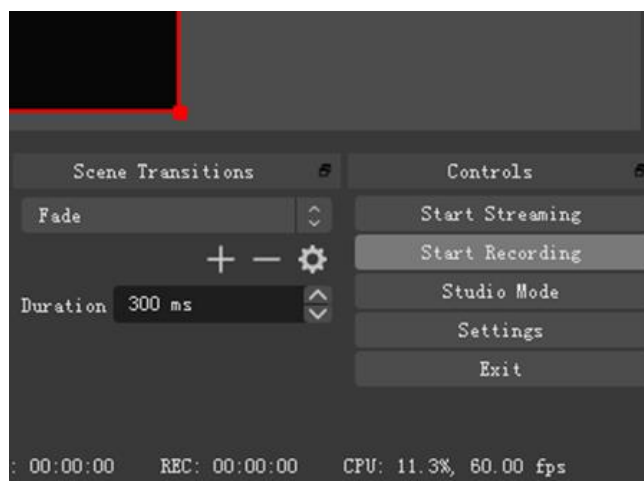 Scene Transitions
Fade
Duration 300 ms
Controls
Start Streaming
Start Recording
Studio Mode
Settings
Exit
: 00:00:00 REC: 00:00:00 CPU: 11.3%, 60.00 fps